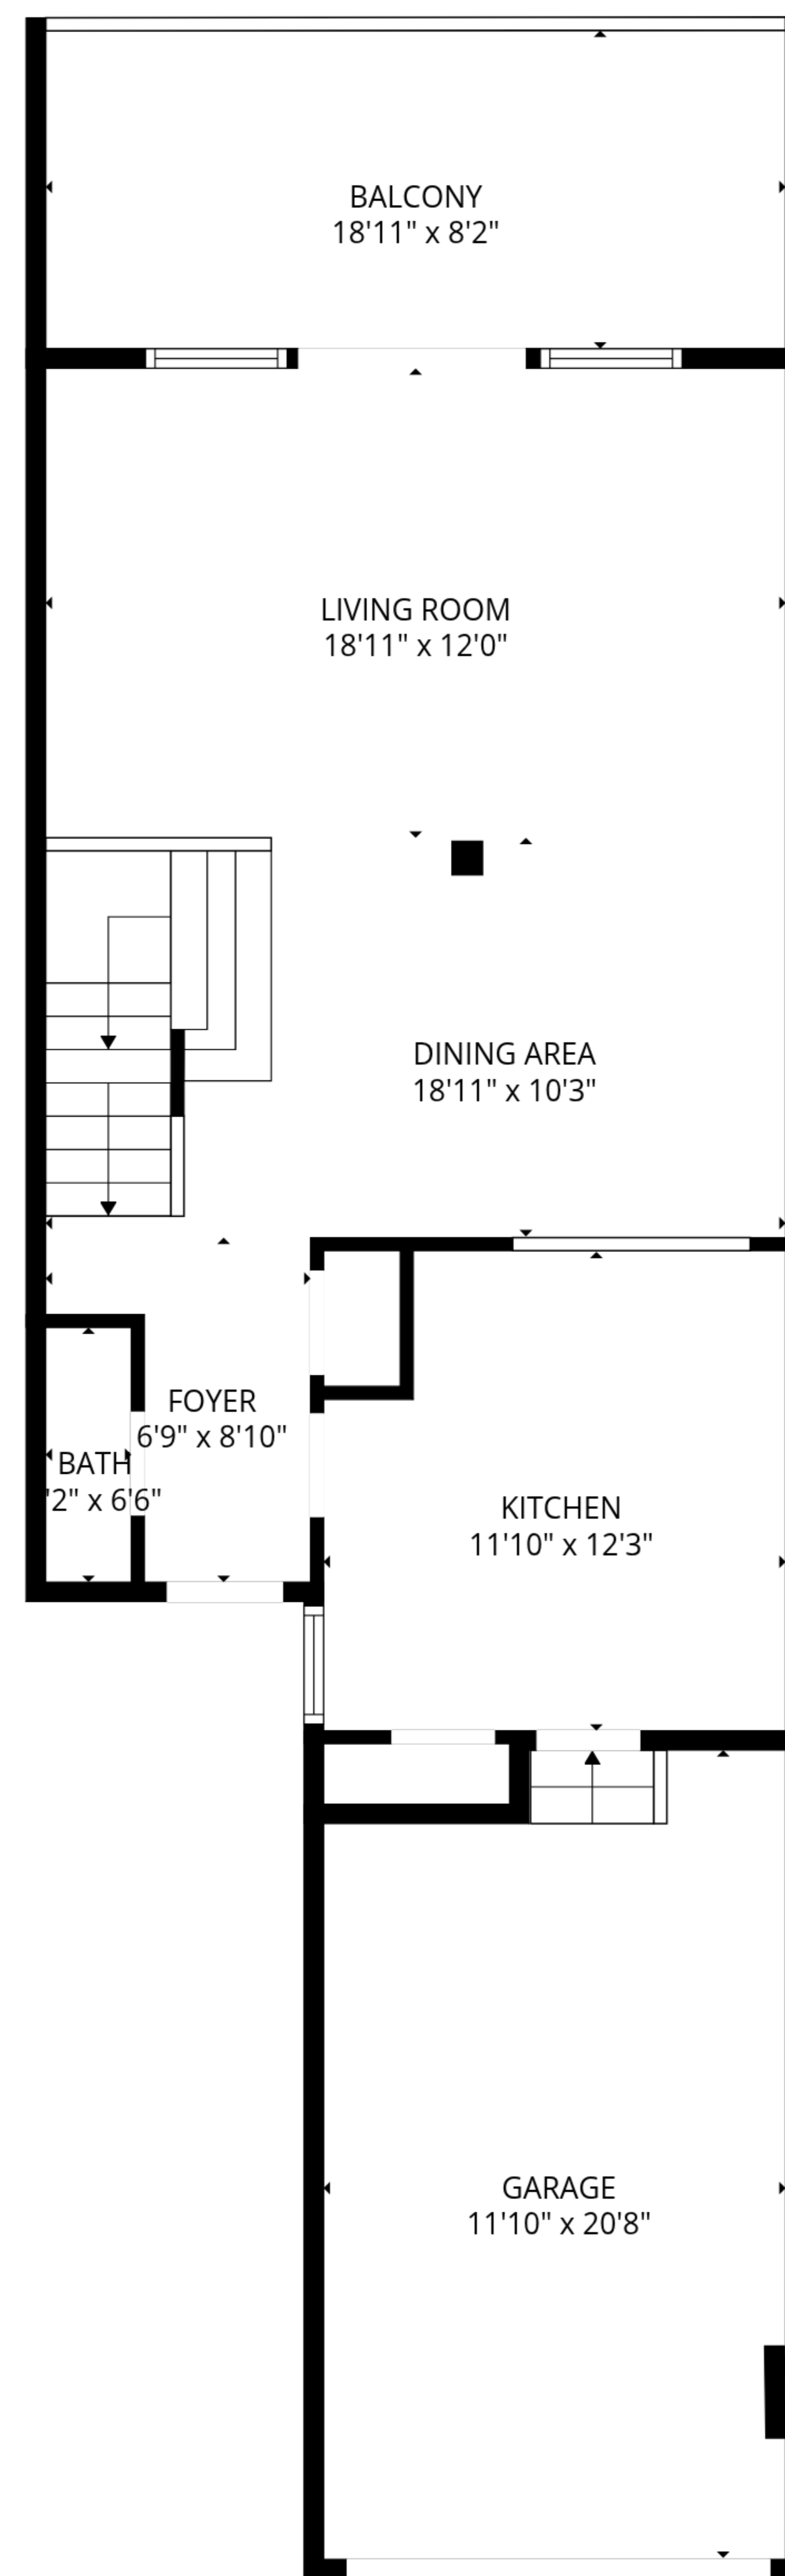 BALCONY
18'11" x 8'2"
LIVING ROOM
18'11" x 12'0"
DINING AREA
18'11" x 10'3"
FOYER
6'9" x 8'10"
BATH
'2" x 6'6"
KITCHEN
11'10" x 12'3"
GARAGE
11'10" x 20'8"